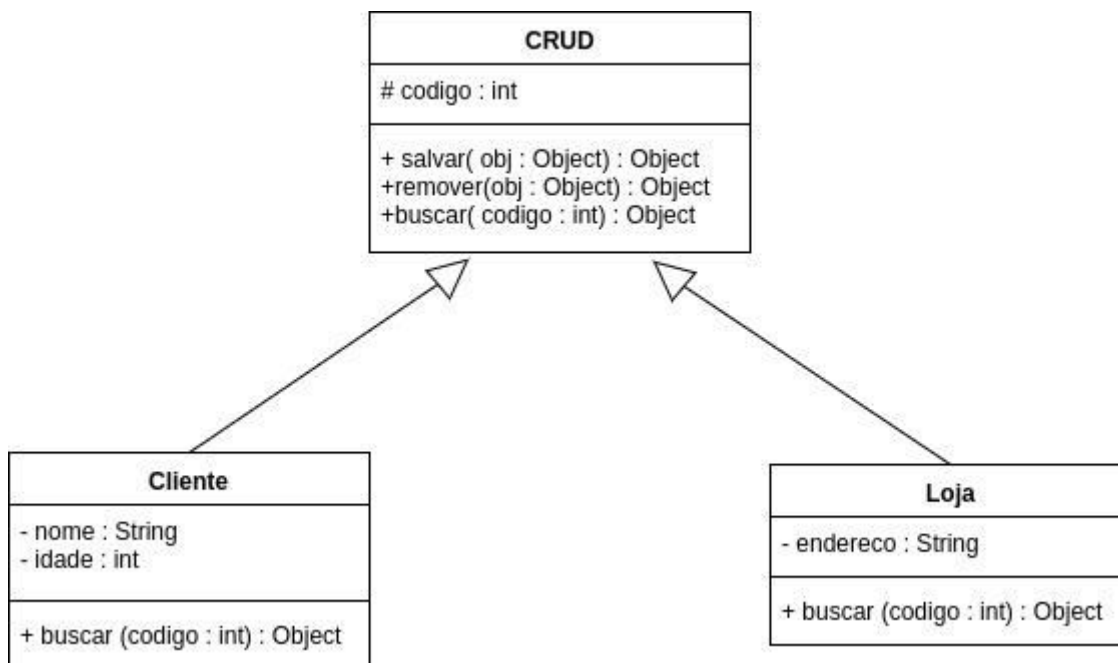 CRUD
# codigo : int
+ salvar( obj : Object) : Object
+remover(obj : Object) : Object
+buscar( codigo : int) : Object
Cliente
- nome : String
- idade : int
+ buscar (codigo : int) : Object
Loja
- endereco : String
+ buscar (codigo : int) : Object